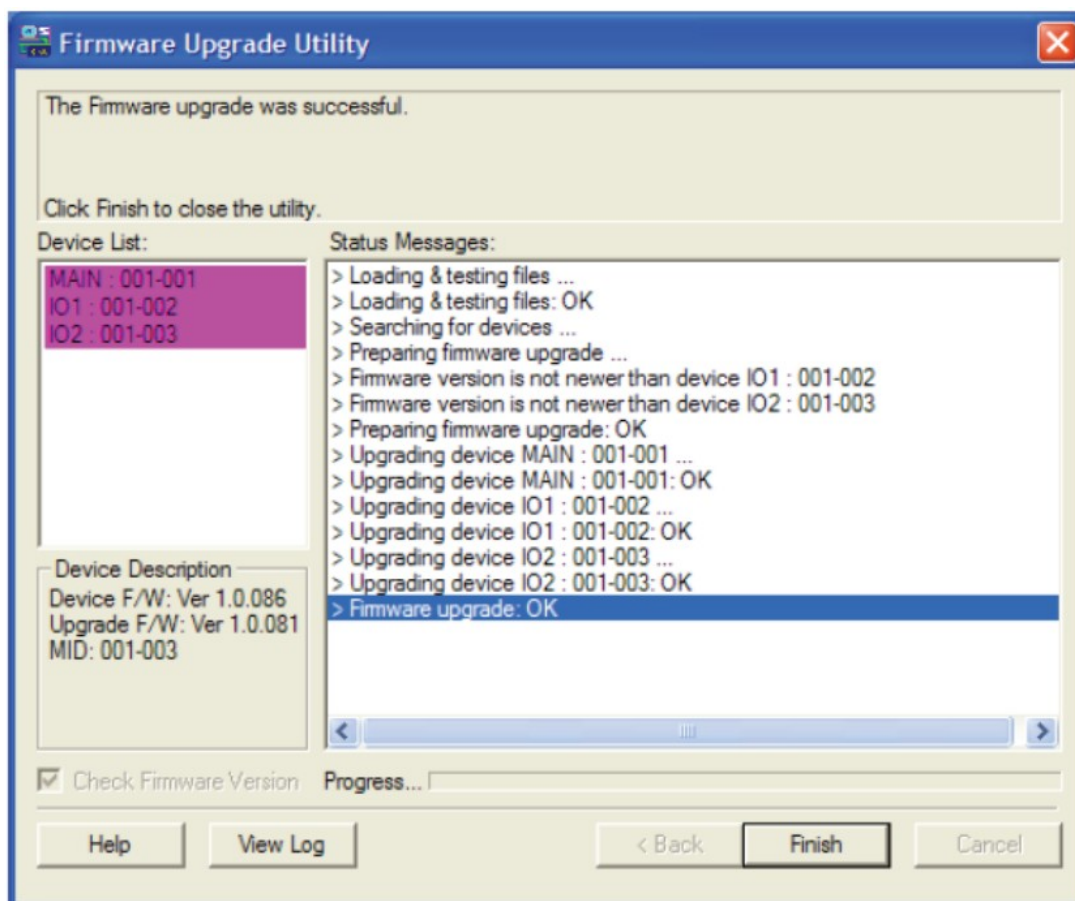 Firmware Upgrade Utility
The Firmware upgrade was successful.
Click Finish to close the utility.
Device List:
MAIN : 001-001
IO1 : 001-002
IO2 : 001-003
Status Messages:
> Loading & testing files ...
> Loading & testing files: OK
> Searching for devices ...
> Preparing firmware upgrade ...
> Firmware version is not newer than device IO1 : 001-002
> Firmware version is not newer than device IO2 : 001-003
> Preparing firmware upgrade: OK
> Upgrading device MAIN : 001-001 ...
> Upgrading device MAIN : 001-001: OK
> Upgrading device IO1 : 001-002 ...
> Upgrading device IO1 : 001-002: OK
> Upgrading device IO2 : 001-003 ...
> Upgrading device IO2 : 001-003: OK
> Firmware upgrade: OK
Device Description
Device F/W: Ver 1.0.086
Upgrade F/W: Ver 1.0.081
MID: 001-003
Check Firmware Version
Progress...
Help
View Log
< Back
Finish
Cancel